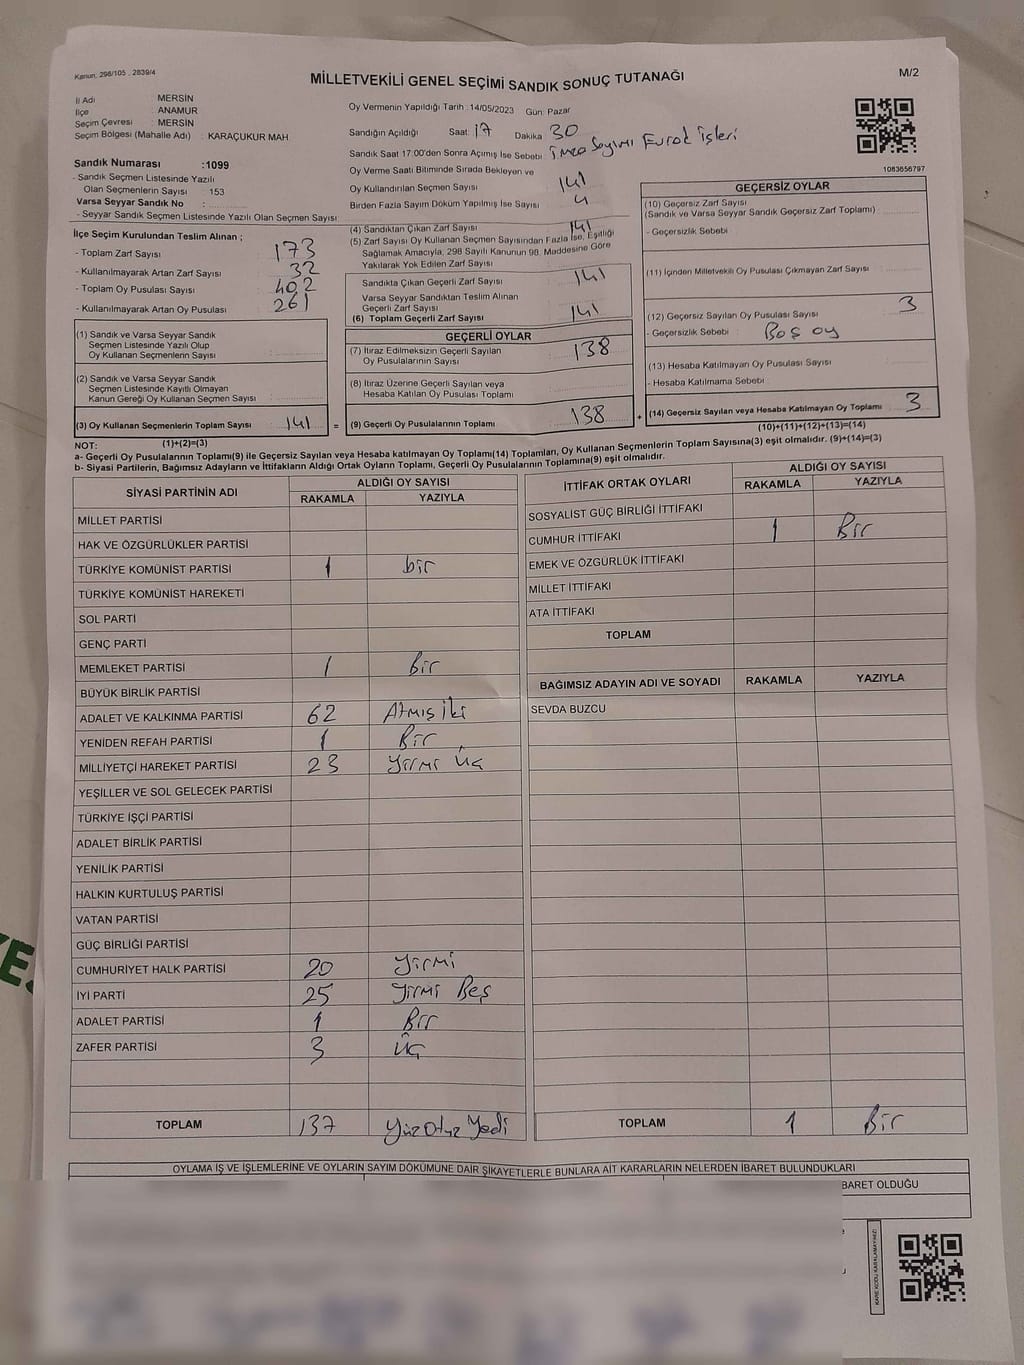 Kanun, 298/105 , 2839/4
MİLLETVEKİLİ GENEL SEÇİMİ SANDIK SONUÇ TUTANAĞI
M/2
İl Adı : MERSİN
İlçe : ANAMUR
Seçim Çevresi : MERSİN
Seçim Bölgesi (Mahalle Adı) : KARAÇUKUR MAH
Sandık Numarası :1099
- Sandık Seçmen Listesinde Yazılı
Olan Seçmenlerin Sayısı : 153
Varsa Seyyar Sandık No :
- Seyyar Sandık Seçmen Listesinde Yazılı Olan Seçmen Sayısı
Oy Vermenin Yapıldığı Tarih :14/05/2023 Gün: Pazar
Sandığın Açıldığı Saat: 17 Dakika 30
Sandık Saat 17:00'den Sonra Açımış İse Sebebi İmza Sayımı Evrak İşleri
Oy Verme Saati Bitiminde Sırada Bekleyen ve
Oy Kullandırılan Seçmen Sayısı 141
Birden Fazla Sayım Döküm Yapılmış İse Sayısı 4
(4) Sandıktan Çıkan Zarf Sayısı 141
(5) Zarf Sayısı Oy Kullanan Seçmen Sayısından Fazla İse, Eşitliği
Sağlamak Amacıyla, 298 Sayılı Kanunun 98. Maddesine Göre
Yakılarak Yok Edilen Zarf Sayısı
Sandıkta Çıkan Geçerli Zarf Sayısı 141
Varsa Seyyar Sandıktan Teslim Alınan
Geçerli Zarf Sayısı
(6) Toplam Geçerli Zarf Sayısı 141
İlçe Seçim Kurulundan Teslim Alınan ;
- Toplam Zarf Sayısı : 173
- Kullanılmayarak Artan Zarf Sayısı : 32
- Toplam Oy Pusulası Sayısı : 402
- Kullanılmayarak Artan Oy Pusulası : 261
(1) Sandık ve Varsa Seyyar Sandık
Seçmen Listesinde Yazılı Olup
Oy Kullanan Seçmenlerin Sayısı :
(2) Sandık ve Varsa Seyyar Sandık
Seçmen Listesinde Kayıtlı Olmayan
Kanun Gereği Oy Kullanan Seçmen Sayısı :
(3) Oy Kullanan Seçmenlerin Toplam Sayısı : 141 =
(1)+(2)=(3)
GEÇERLİ OYLAR
(7) İtiraz Edilmeksizin Geçerli Sayılan
Oy Pusulalarının Sayısı 138
(8) İtiraz Üzerine Geçerli Sayılan veya
Hesaba Katılan Oy Pusulası Toplamı
(9) Geçerli Oy Pusulalarının Toplamı 138 +
1083656797
GEÇERSİZ OYLAR
(10) Geçersiz Zarf Sayısı
(Sandık ve Varsa Seyyar Sandık Geçersiz Zarf Toplamı) :
- Geçersizlik Sebebi :
(11) İçinden Milletvekili Oy Pusulası Çıkmayan Zarf Sayısı :
(12) Geçersiz Sayılan Oy Pusulası Sayısı : 3
- Geçersizlik Sebebi : Boş oy
(13) Hesaba Katılmayan Oy Pusulası Sayısı :
- Hesaba Katılmama Sebebi :
(14) Geçersiz Sayılan veya Hesaba Katılmayan Oy Toplamı : 3
(10)+(11)+(12)+(13)=(14)
NOT:
a- Geçerli Oy Pusulalarının Toplamı(9) ile Geçersiz Sayılan veya Hesaba katılmayan Oy Toplamı(14) Toplamları, Oy Kullanan Seçmenlerin Toplam Sayısına(3) eşit olmalıdır. (9)+(14)=(3)
b- Siyasi Partilerin, Bağımsız Adayların ve İttifakların Aldığı Ortak Oyların Toplamı, Geçerli Oy Pusulalarının Toplamına(9) eşit olmalıdır.
SİYASİ PARTİNİN ADI ALDIĞI OY SAYISI
RAKAMLA YAZIYLA
MİLLET PARTİSİ
HAK VE ÖZGÜRLÜKLER PARTİSİ
TÜRKİYE KOMÜNİST PARTİSİ 1 bir
TÜRKİYE KOMÜNİST HAREKETİ
SOL PARTİ
GENÇ PARTİ
MEMLEKET PARTİSİ 1 Bir
BÜYÜK BİRLİK PARTİSİ
ADALET VE KALKINMA PARTİSİ 62 Atmış iki
YENİDEN REFAH PARTİSİ 1 Bir
MİLLİYETÇİ HAREKET PARTİSİ 23 Yirmi Üç
YEŞİLLER VE SOL GELECEK PARTİSİ
TÜRKİYE İŞÇİ PARTİSİ
ADALET BİRLİK PARTİSİ
YENİLİK PARTİSİ
HALKIN KURTULUŞ PARTİSİ
VATAN PARTİSİ
GÜÇ BİRLİĞİ PARTİSİ
CUMHURİYET HALK PARTİSİ 20 Yirmi
İYİ PARTİ 25 Yirmi Beş
ADALET PARTİSİ 1 Bir
ZAFER PARTİSİ 3 Üç
TOPLAM 137 YüzOtuz Yedi
İTTİFAK ORTAK OYLARI ALDIĞI OY SAYISI
RAKAMLA YAZIYLA
SOSYALİST GÜÇ BİRLİĞİ İTTİFAKI
CUMHUR İTTİFAKI 1 Bir
EMEK VE ÖZGÜRLÜK İTTİFAKI
MİLLET İTTİFAKI
ATA İTTİFAKI
TOPLAM
BAĞIMSIZ ADAYIN ADI VE SOYADI RAKAMLA YAZIYLA
SEVDA BUZCU
TOPLAM 1 Bir
OYLAMA İŞ VE İŞLEMLERİNE VE OYLARIN SAYIM DÖKÜMÜNE DAİR ŞİKAYETLERLE BUNLARA AİT KARARLARIN NELERDEN İBARET BULUNDUKLARI
BARET OLDUĞU